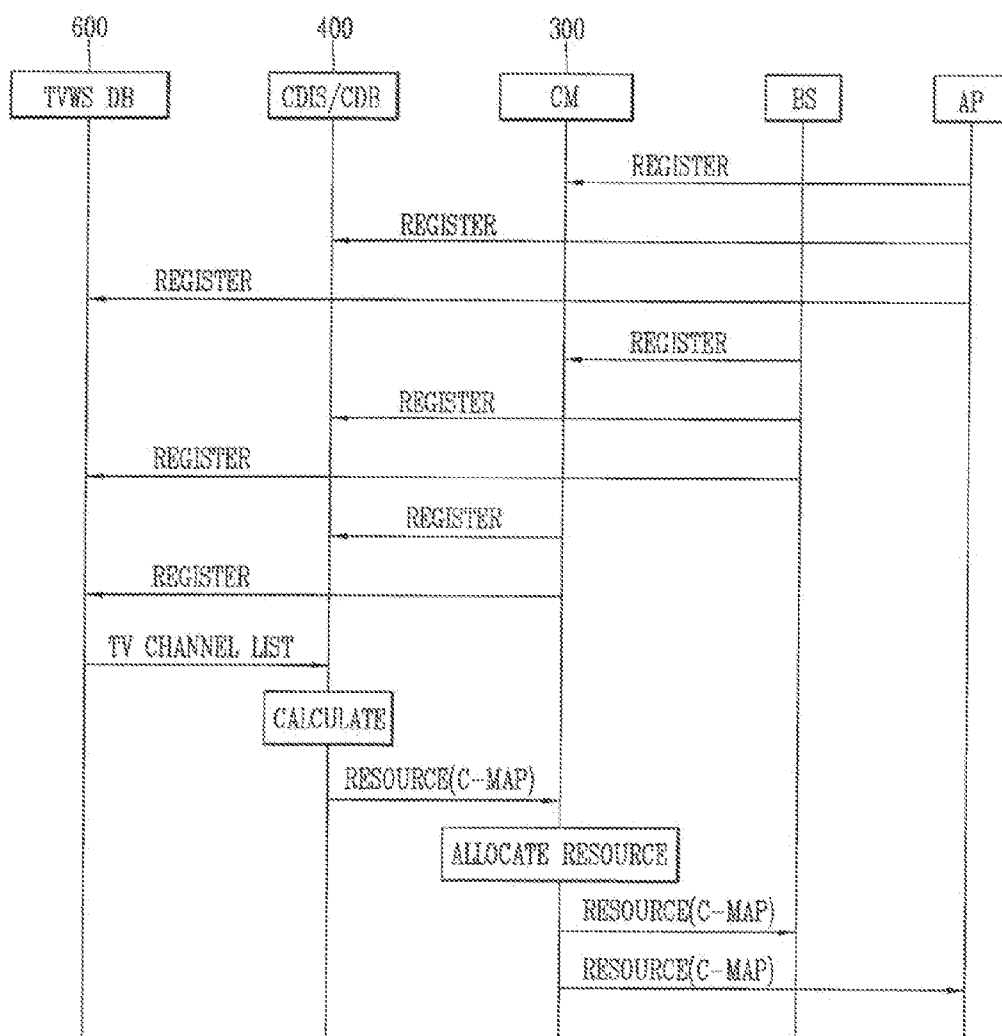 600 400 300
TVWS DB CDIS/CDB CM BS AP
REGISTER
REGISTER
REGISTER
REGISTER
REGISTER
REGISTER
REGISTER
REGISTER
TV CHANNEL LIST
CALCULATE
RESOURCE(C-MAP)
ALLOCATE RESOURCE
RESOURCE(C-MAP)
RESOURCE(C-MAP)